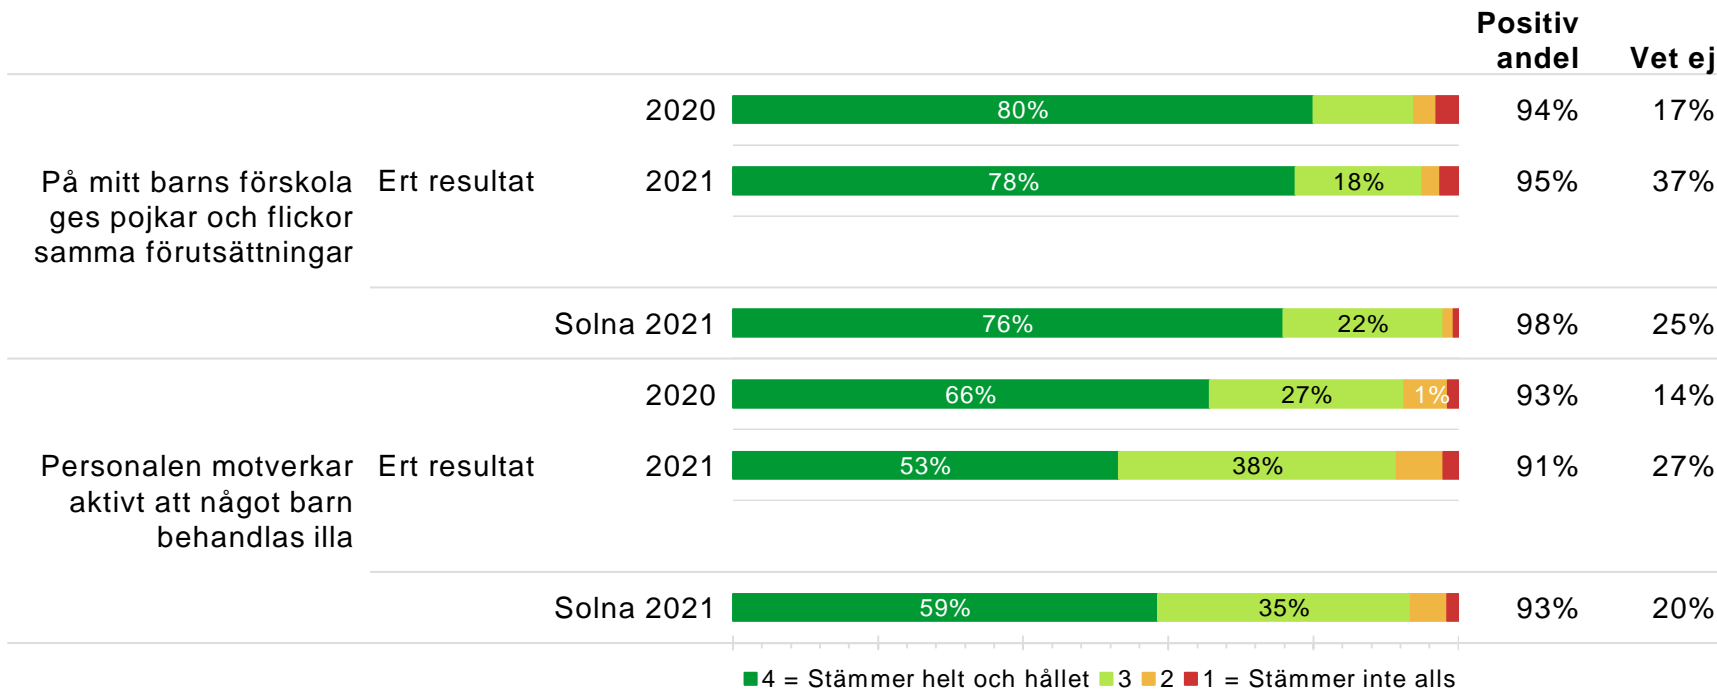 Positiv
andel Vet ej
2020 80% 94% 17%
På mitt barns förskola
ges pojkar och flickor
samma förutsättningar
Ert resultat 2021 78% 18% 95% 37%
Solna 2021 76% 22% 98% 25%
2020 66% 27% 1% 93% 14%
Personalen motverkar
aktivt att något barn
behandlas illa
Ert resultat 2021 53% 38% 91% 27%
Solna 2021 59% 35% 93% 20%
4 = Stämmer helt och hållet 3 2 1 = Stämmer inte alls